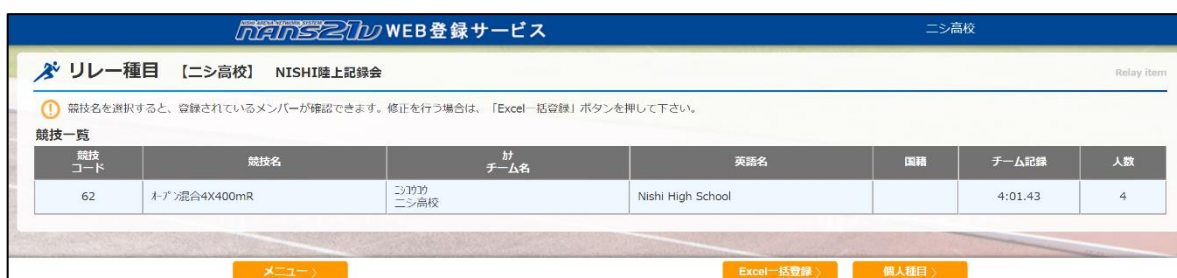 NISHI ARENA NETWORK SYSTEM
nans21V WEB登録サービス ニシ高校
リレー種目 【ニシ高校】 NISHI陸上記録会 Relay item
競技名を選択すると、登録されているメンバーが確認できます。修正を行う場合は、「Excel一括登録」ボタンを押して下さい。
競技一覧
競技
コード 競技名 ｶﾅ
チーム名 英語名 国籍 チーム記録 人数
62 ｵｰﾌﾟﾝ混合4X400mR ﾆｼｺｳｺｳ
ニシ高校 Nishi High School 4:01.43 4
メニュー 〉 Excel一括登録 〉 個人種目 〉